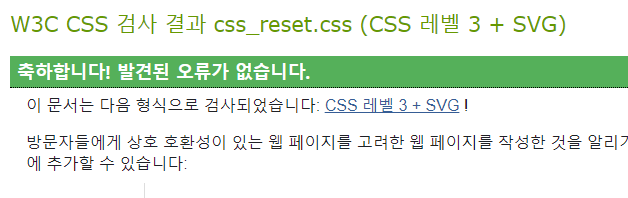 W3C CSS 검사 결과 css_reset.css (CSS 레벨 3 + SVG)
축하합니다! 발견된 오류가 없습니다.
이 문서는 다음 형식으로 검사되었습니다: CSS 레벨 3 + SVG !
방문자들에게 상호 호환성이 있는 웹 페이지를 고려한 웹 페이지를 작성한 것을 알리기
에 추가할 수 있습니다: